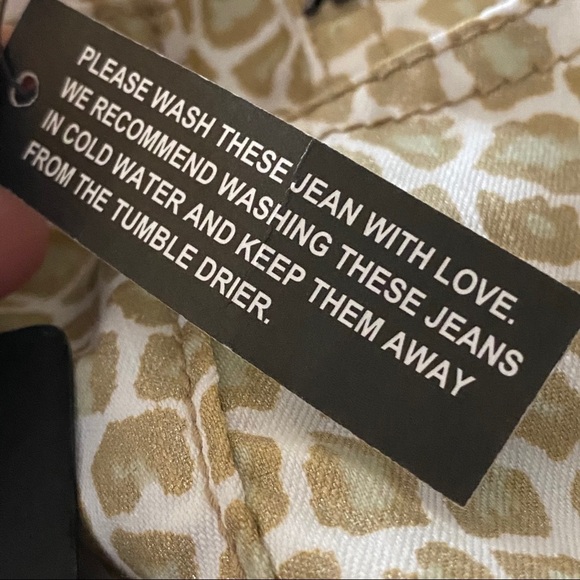 PLEASE WASH THESE JEAN WITH LOVE.
WE RECOMMEND WASHING THESE JEANS
IN COLD WATER AND KEEP THEM AWAY
FROM THE TUMBLE DRIER.